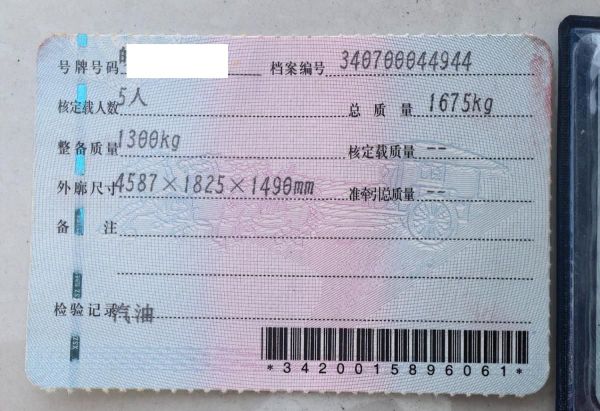 号牌号码 档案编号 340700044944
核定载人数 5人 总质量 1675kg
整备质量 1300kg 核定载质量 --
外廓尺寸 4587×1825×1490mm 准牵引总质量 --
备注
检验记录 汽油
*3420015896061*